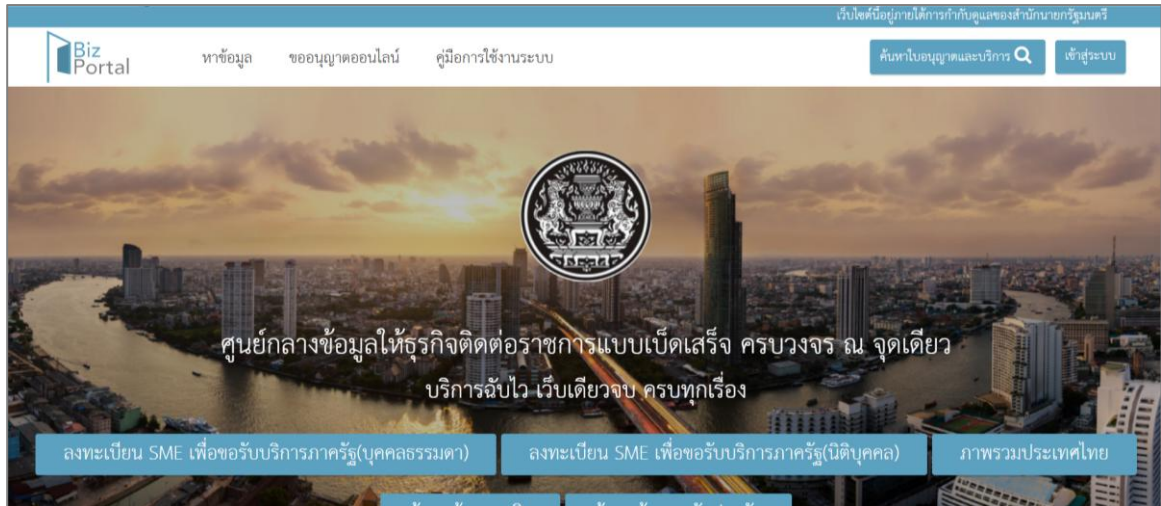 เว็บไซต์นี้อยู่ภายใต้การกำกับดูแลของสำนักนายกรัฐมนตรี
Biz Portal
หาข้อมูล ขออนุญาตออนไลน์ คู่มือการใช้งานระบบ ค้นหาใบอนุญาตและบริการ เข้าสู่ระบบ
ศูนย์กลางข้อมูลให้ธุรกิจติดต่อราชการแบบเบ็ดเสร็จ ครบวงจร ณ จุดเดียว
บริการฉับไว เว็บเดียวจบ ครบทุกเรื่อง
ลงทะเบียน SME เพื่อขอรับบริการภาครัฐ(บุคคลธรรมดา) ลงทะเบียน SME เพื่อขอรับบริการภาครัฐ(นิติบุคคล) ภาพรวมประเทศไทย